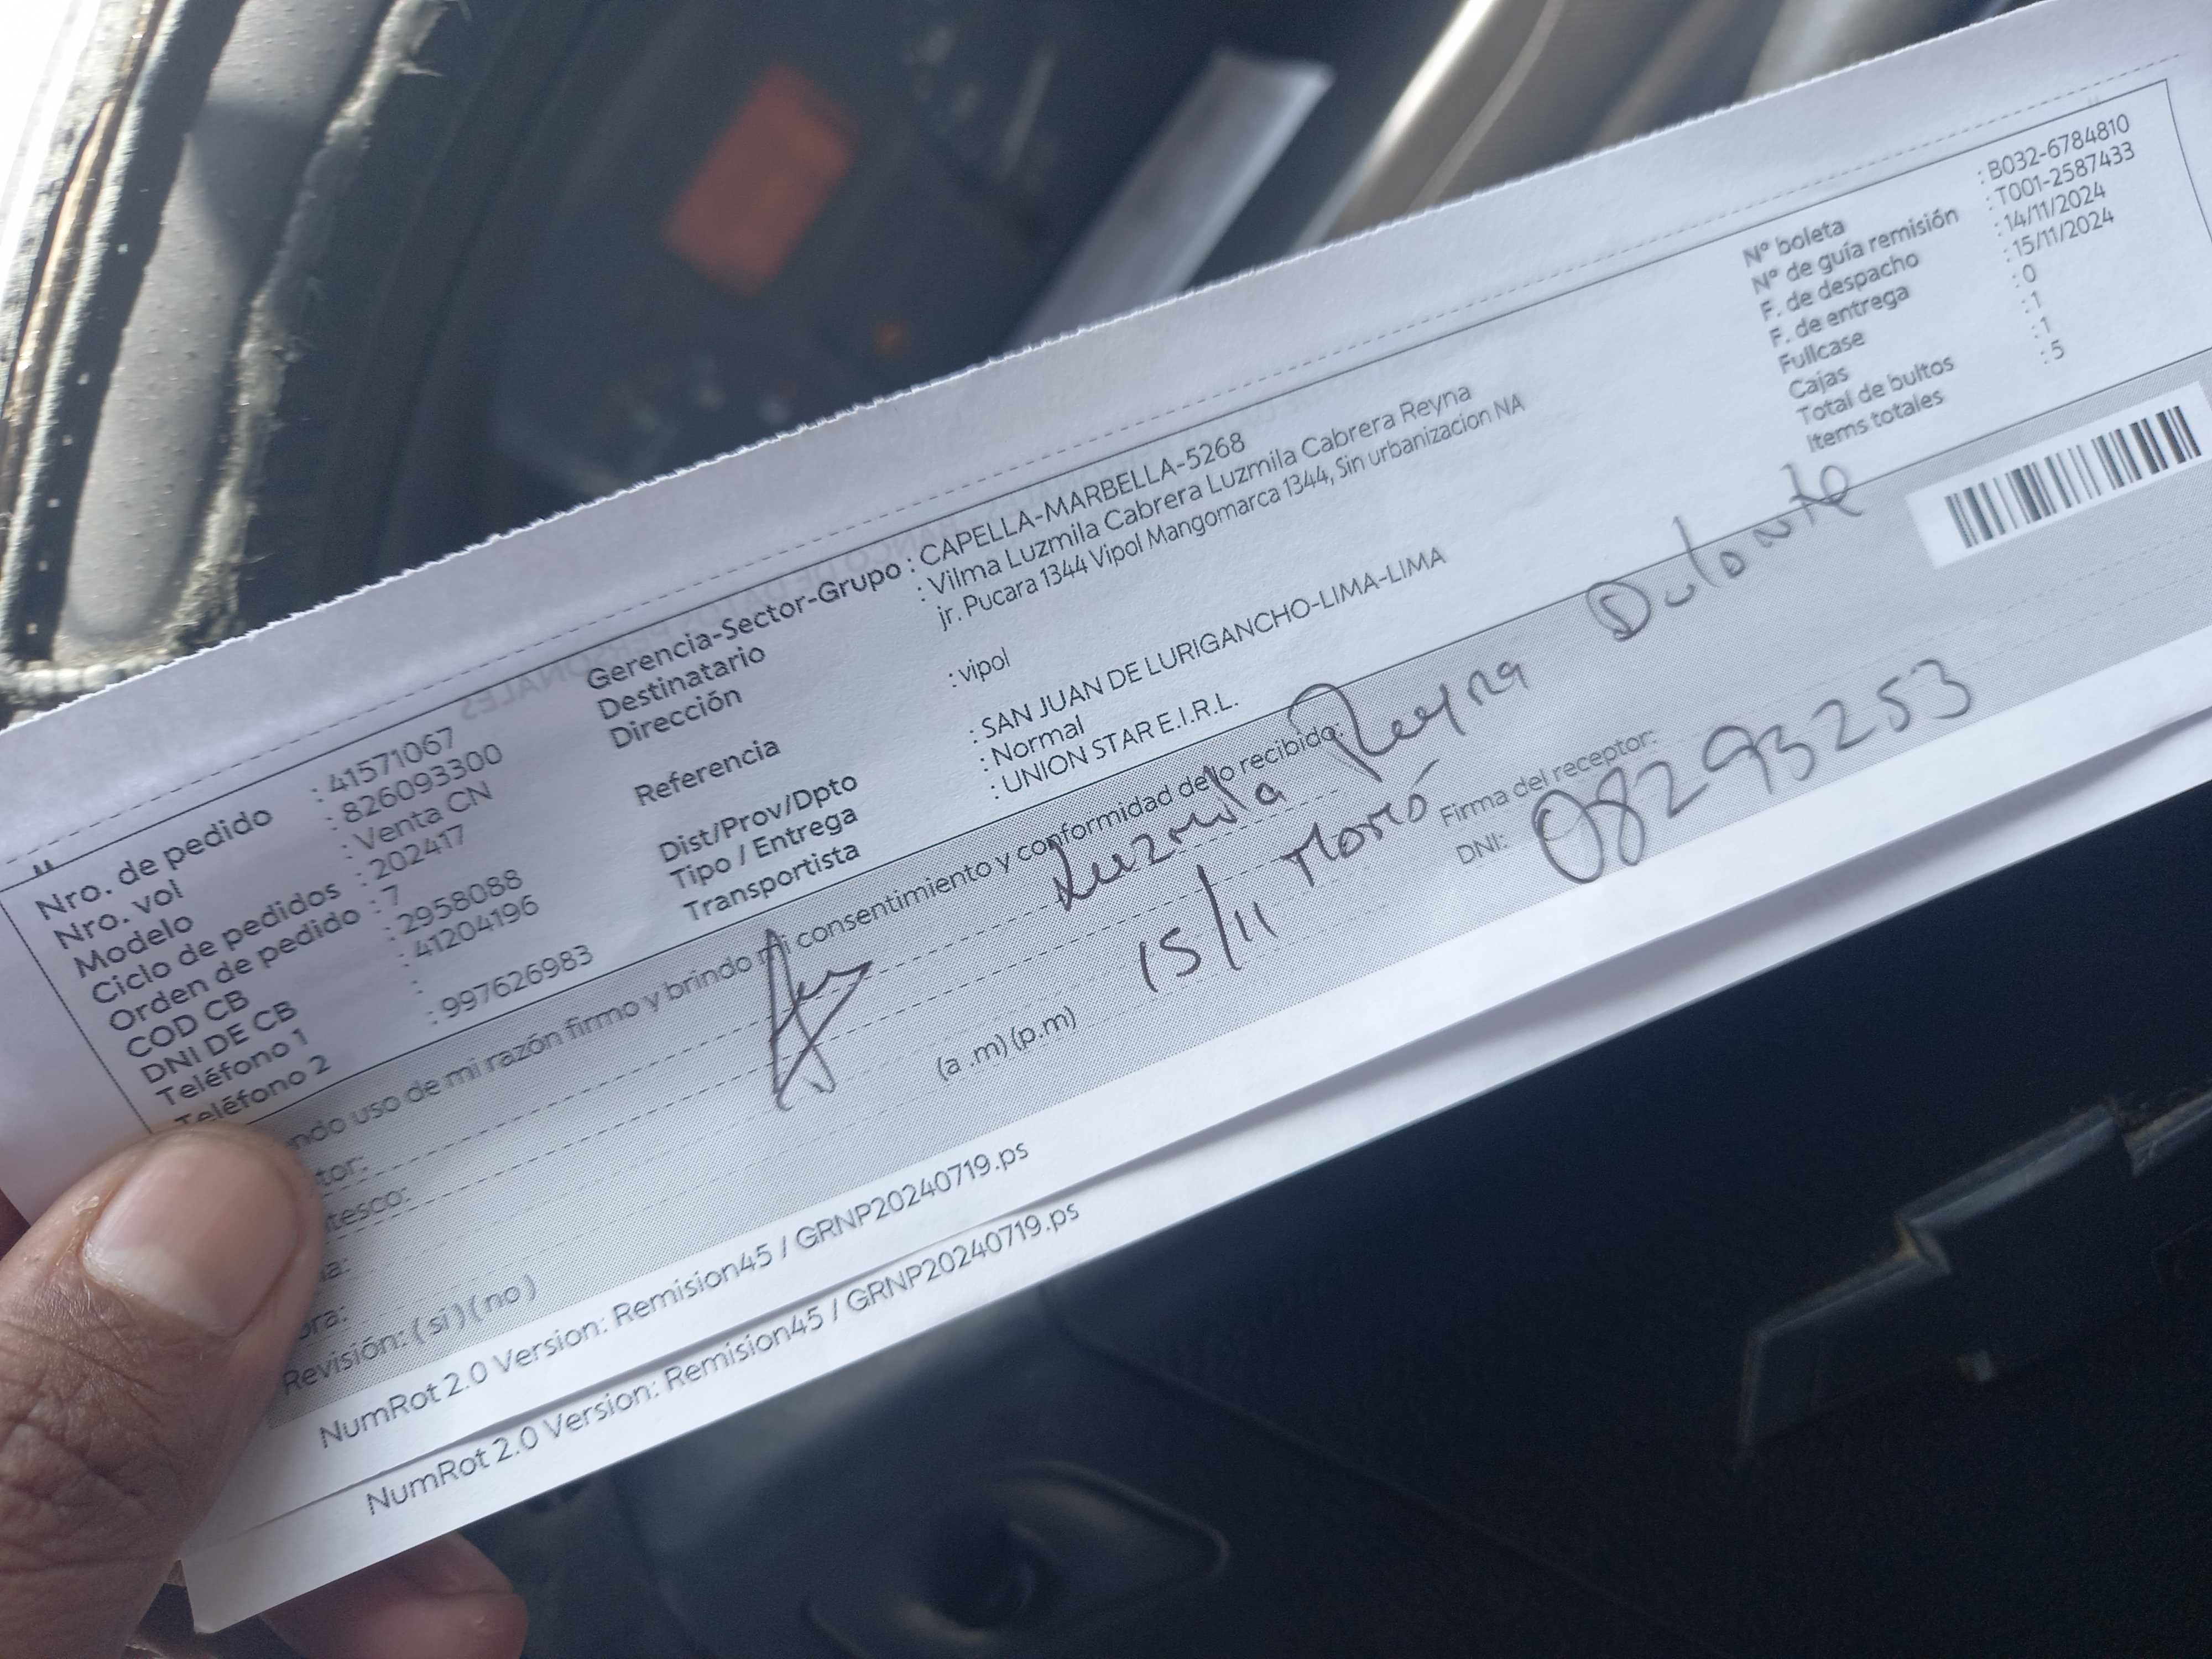 Nro. de pedido : 41571067
Nro. vol : 826093300
Modelo : Venta CN
Ciclo de pedidos : 202417
Orden de pedido : 7
COD CB : 2958088
DNI DE CB : 41204196
Teléfono 1 :
Teléfono 2 : 997626983
Gerencia-Sector-Grupo : CAPELLA-MARBELLA-5268
Destinatario : Vilma Luzmila Cabrera Luzmila Cabrera Reyna
Dirección jr. Pucara 1344 Vipol Mangomarca 1344, Sin urbanizacion NA
Referencia : vipol
Dist/Prov/Dpto : SAN JUAN DE LURIGANCHO-LIMA-LIMA
Tipo / Entrega : Normal
Transportista : UNION STAR E.I.R.L.
N° boleta : B032-6784810
N° de guía remisión : T001-2587433
F. de despacho : 14/11/2024
F. de entrega : 15/11/2024
Fullcase : 0
Cajas : 1
Total de bultos : 1
Items totales : 5
ndo uso de mi razón firmo y brindo mi consentimiento y conformidad de lo recibido:
tor: Luzmila Reyna
tesco:
na: 15/11
ora: (a .m) (p.m)
Firma del receptor:
DNI: 08293253
Revisión: ( si ) ( no )
NumRot 2.0 Version: Remision45 / GRNP20240719.ps
NumRot 2.0 Version: Remision45 / GRNP20240719.ps